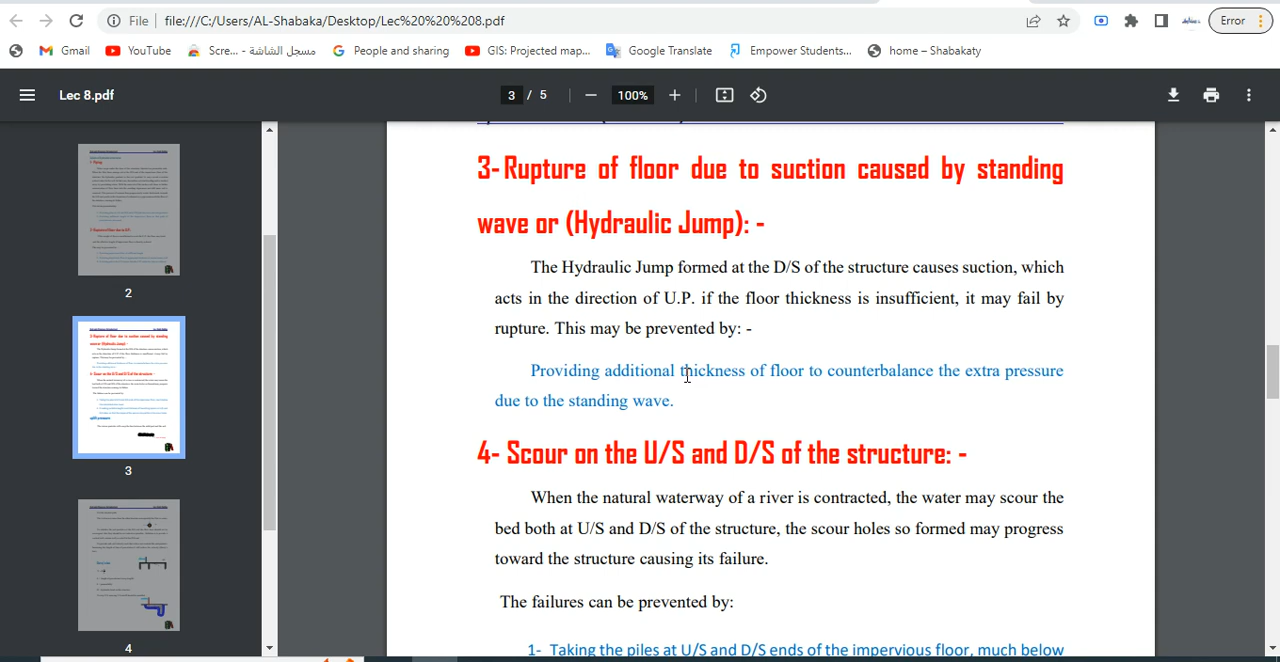 File | file:///C:/Users/AL-Shabaka/Desktop/Lec%20%20%208.pdf
Error
Gmail YouTube Scre... - مسجل الشاشة People and sharing GIS: Projected map... Google Translate Empower Students... home – Shabakaty
Lec 8.pdf 3 / 5 100%
3- Rupture of floor due to suction caused by standing
wave or (Hydraulic Jump): -
The Hydraulic Jump formed at the D/S of the structure causes suction, which
acts in the direction of U.P. if the floor thickness is insufficient, it may fail by
rupture. This may be prevented by: -
Providing additional thickness of floor to counterbalance the extra pressure
due to the standing wave.
4- Scour on the U/S and D/S of the structure: -
When the natural waterway of a river is contracted, the water may scour the
bed both at U/S and D/S of the structure, the scour holes so formed may progress
toward the structure causing its failure.
The failures can be prevented by:
1- Taking the piles at U/S and D/S ends of the impervious floor, much below
2
3
4